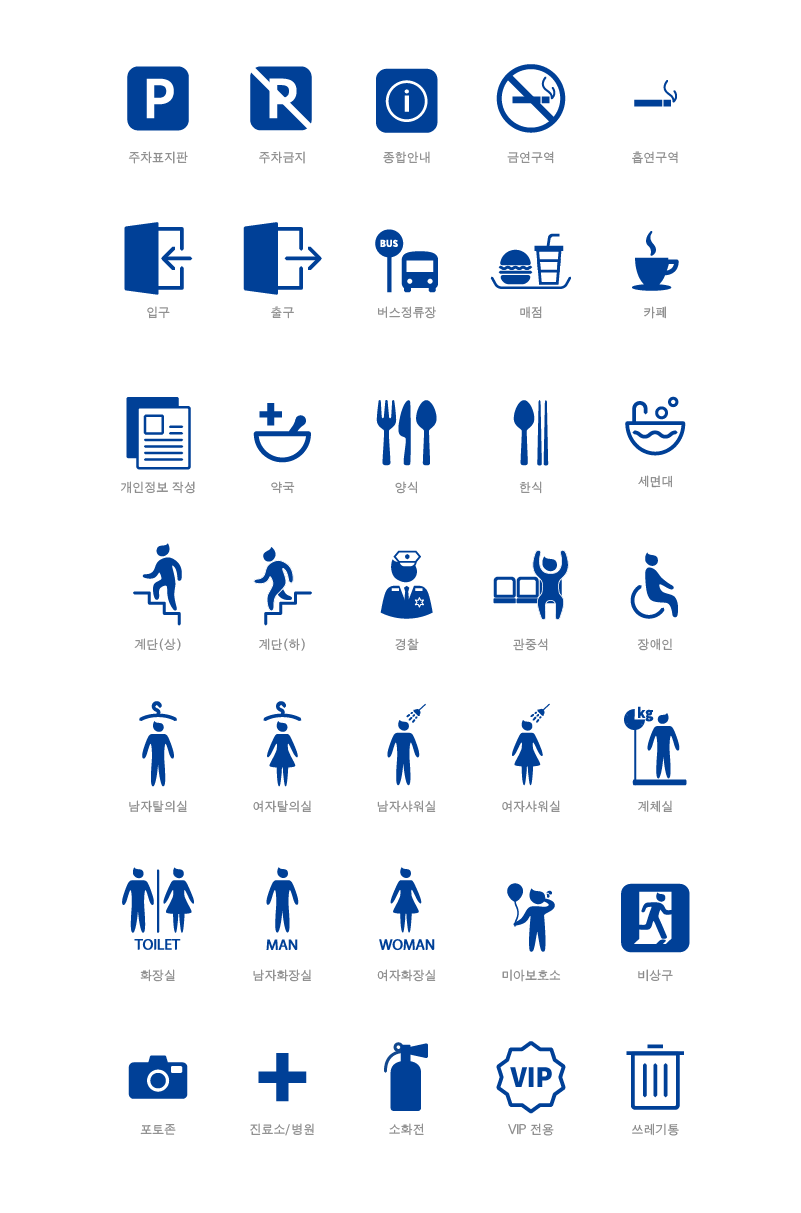 P
P
i
주차표지판
주차금지
종합안내
금연구역
흡연구역
BUS
입구
출구
버스정류장
매점
카페
개인정보 작성
약국
양식
한식
세면대
계단(상)
계단(하)
경찰
관중석
장애인
kg
남자탈의실
여자탈의실
남자샤워실
여자샤워실
계체실
TOILET
MAN
WOMAN
화장실
남자화장실
여자화장실
미아보호소
비상구
VIP
포토존
진료소/병원
소화전
VIP 전용
쓰레기통